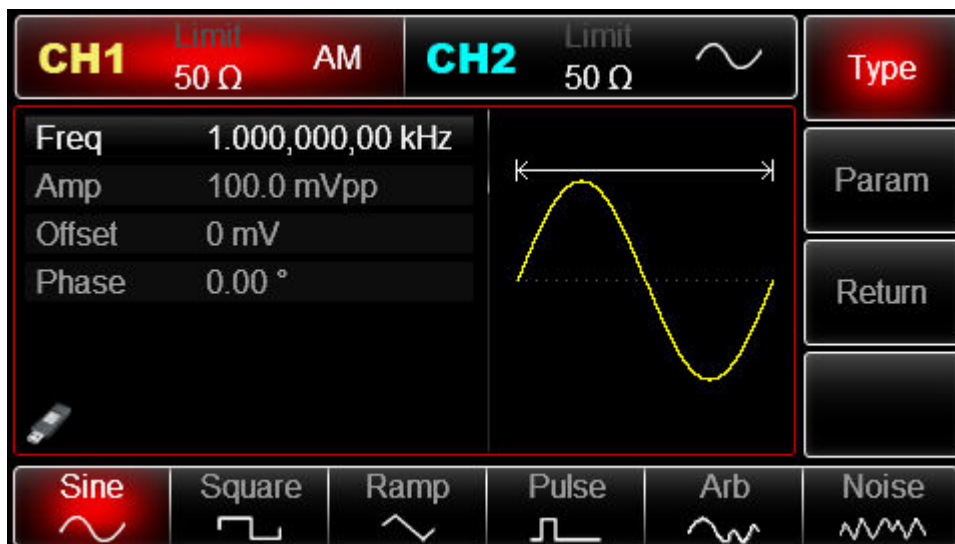 CH1 Limit 50 Ω AM
CH2 Limit 50 Ω
Type
Freq 1.000,000,00 kHz
Amp 100.0 mVpp
Offset 0 mV
Phase 0.00 °
Param
Return
Sine Square Ramp Pulse Arb Noise